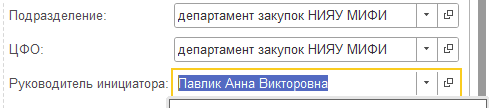 Подразделение: департамент закупок НИЯУ МИФИ
ЦФО: департамент закупок НИЯУ МИФИ
Руководитель инициатора: Павлик Анна Викторовна